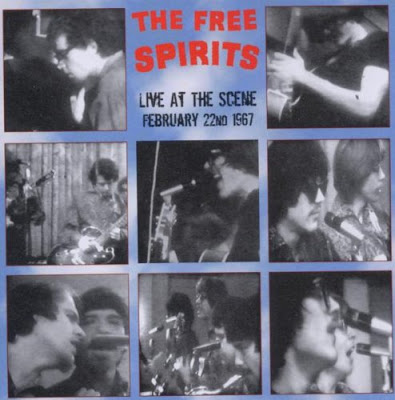 THE FREE
SPIRITS
LIVE AT THE SCENE
FEBRUARY 22ND 1967